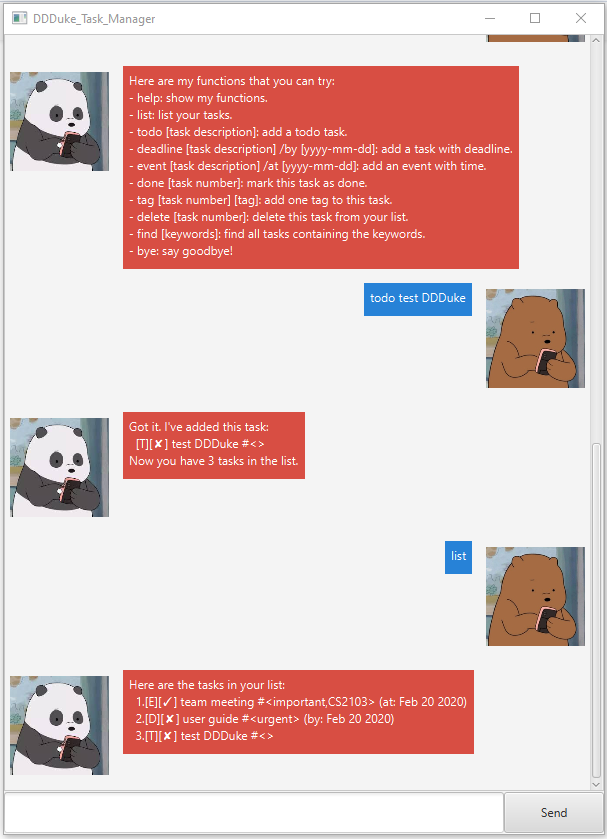 DDDuke_Task_Manager
Here are my functions that you can try:
- help: show my functions.
- list: list your tasks.
- todo [task description]: add a todo task.
- deadline [task description] /by [yyyy-mm-dd]: add a task with deadline.
- event [task description] /at [yyyy-mm-dd]: add an event with time.
- done [task number]: mark this task as done.
- tag [task number] [tag]: add one tag to this task.
- delete [task number]: delete this task from your list.
- find [keywords]: find all tasks containing the keywords.
- bye: say goodbye!
todo test DDDuke
Got it. I've added this task:
[T][✘] test DDDuke #<>
Now you have 3 tasks in the list.
list
Here are the tasks in your list:
1.[E][✓] team meeting #<important,CS2103> (at: Feb 20 2020)
2.[D][✘] user guide #<urgent> (by: Feb 20 2020)
3.[T][✘] test DDDuke #<>
Send